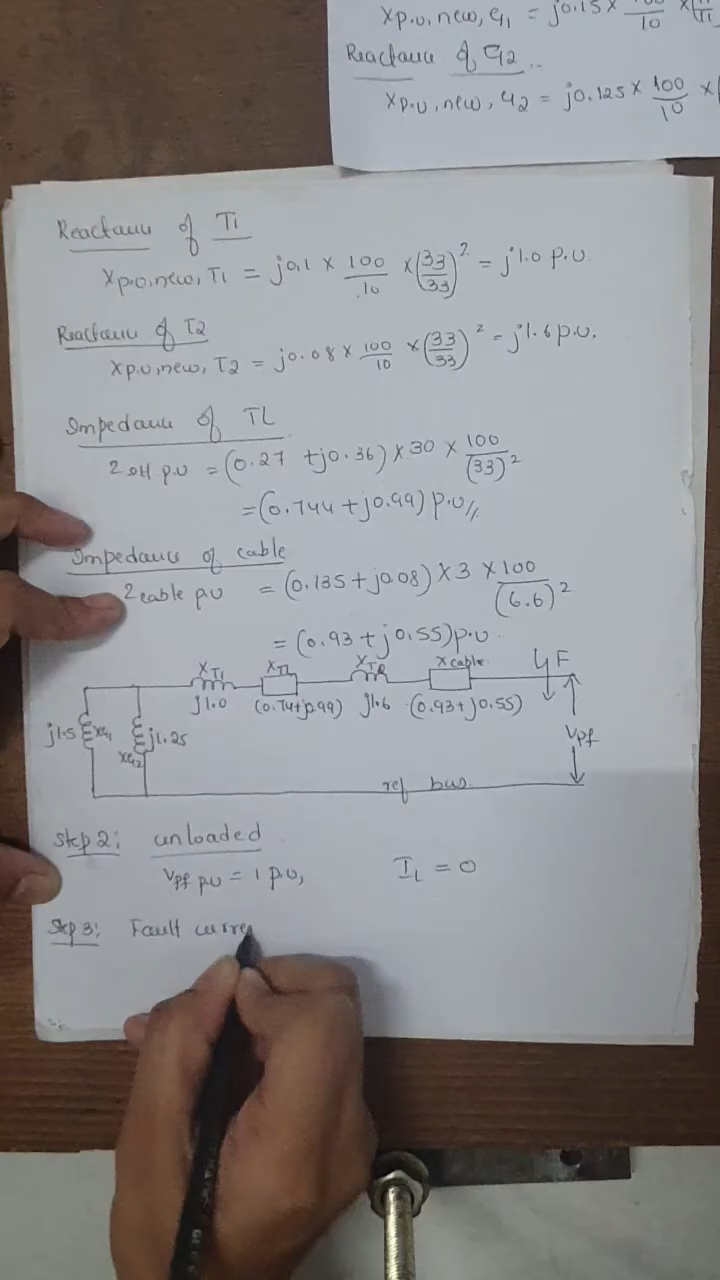 Xp.u, new, G1 = j0.15 × 100/10 × (11/11
Reactance of G2
Xp.u, new, G2 = j0.125 × 100/10 × (
Reactance of T1
Xp.u, new, T1 = j0.1 × 100/10 × (33/33)² = j1.0 p.u
Reactance of T2
Xp.u, new, T2 = j0.08 × 100/10 × (33/33)² = j1.6 p.u.
Impedance of TL
Z OH p.u = (0.27 + j0.36) × 30 × 100/(33)²
= (0.744 + j0.99) p.u//
Impedance of cable
Z cable p.u = (0.135 + j0.08) × 3 × 100/(6.6)²
= (0.93 + j0.55) p.u
XT1 XTL XT2 Xcable F
j1.0 (0.74+j0.99) j1.6 (0.93+j0.55)
j1.5 XG1 j1.25 Vpf
XG2
ref bus
Step 2: unloaded
Vpf pu = 1 p.u, IL = 0
Step 3: Fault curre